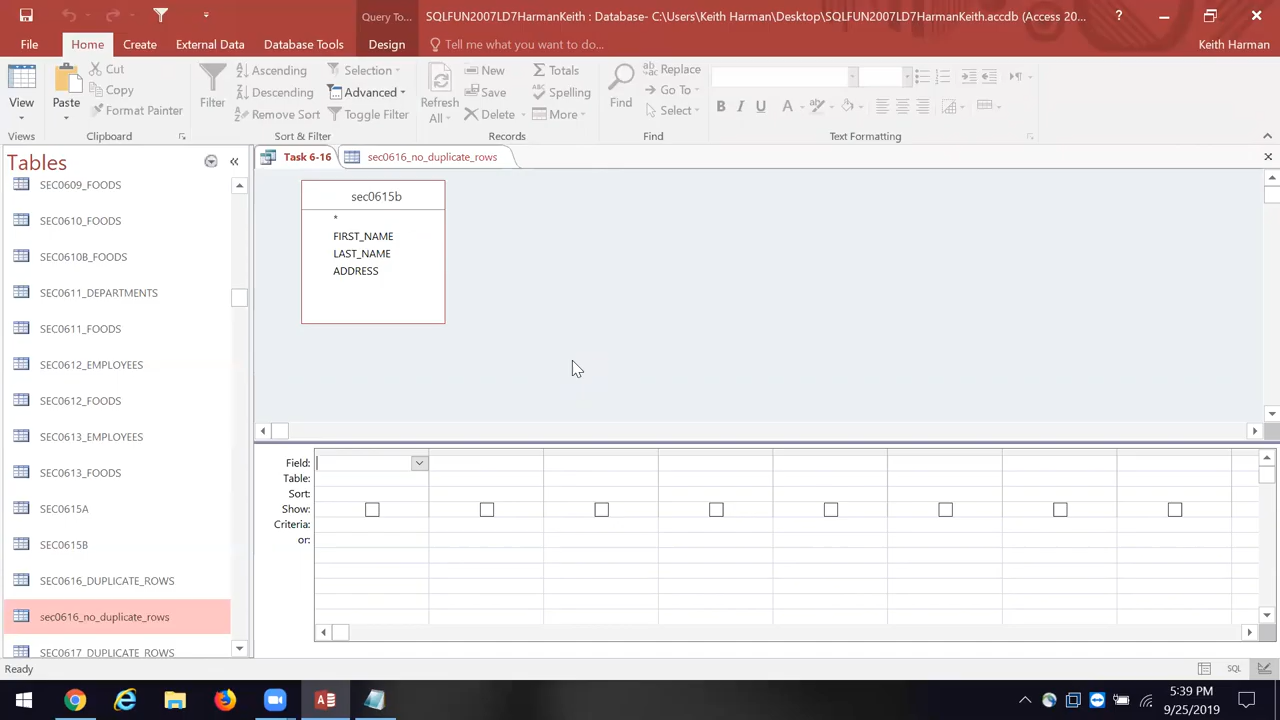 Query To...
SQLFUN2007LD7HarmanKeith : Database- C:\Users\Keith Harman\Desktop\SQLFUN2007LD7HarmanKeith.accdb (Access 20...
?
File
Home
Create
External Data
Database Tools
Design
Tell me what you want to do...
Keith Harman
View
Views
Paste
Cut
Copy
Format Painter
Clipboard
Filter
Ascending
Descending
Remove Sort
Selection
Advanced
Toggle Filter
Sort & Filter
Refresh
All
New
Save
Delete
Totals
Spelling
More
Records
Find
Replace
Go To
Select
Find
B I U A
Text Formatting
Tables
SEC0609_FOODS
SEC0610_FOODS
SEC0610B_FOODS
SEC0611_DEPARTMENTS
SEC0611_FOODS
SEC0612_EMPLOYEES
SEC0612_FOODS
SEC0613_EMPLOYEES
SEC0613_FOODS
SEC0615A
SEC0615B
SEC0616_DUPLICATE_ROWS
sec0616_no_duplicate_rows
SEC0617_DUPLICATE_ROWS
Task 6-16
sec0616_no_duplicate_rows
sec0615b
*
FIRST_NAME
LAST_NAME
ADDRESS
Field:
Table:
Sort:
Show:
Criteria:
or:
Ready
SQL
5:39 PM
9/25/2019